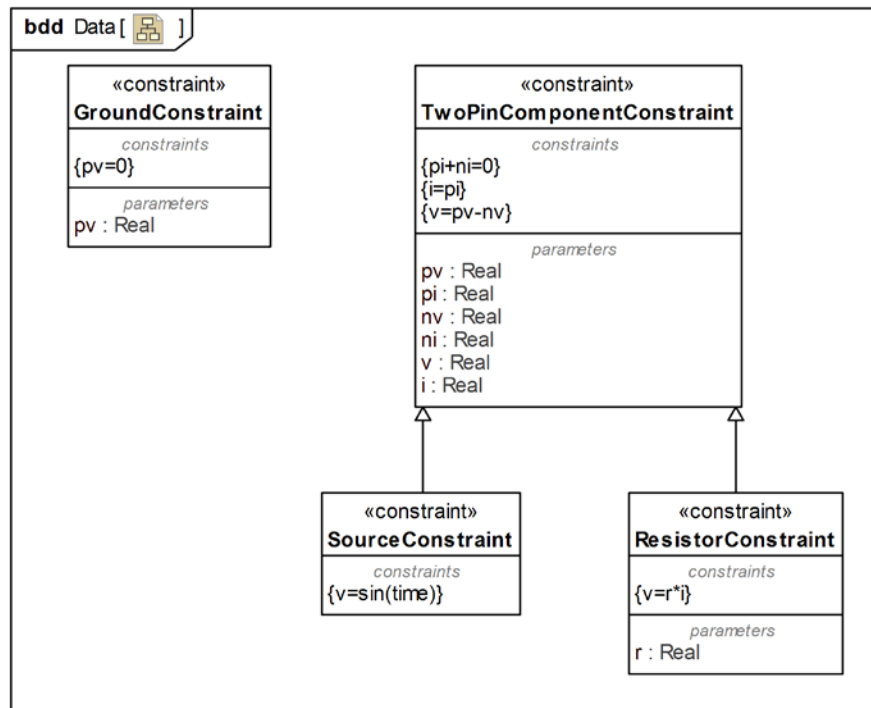 bdd Data[ ]
«constraint»
GroundConstraint
constraints
{pv=0}
parameters
pv : Real
«constraint»
TwoPinComponentConstraint
constraints
{pi+ni=0}
{i=pi}
{v=pv-nv}
parameters
pv : Real
pi : Real
nv : Real
ni : Real
v : Real
i : Real
«constraint»
SourceConstraint
constraints
{v=sin(time)}
«constraint»
ResistorConstraint
constraints
{v=r*i}
parameters
r : Real